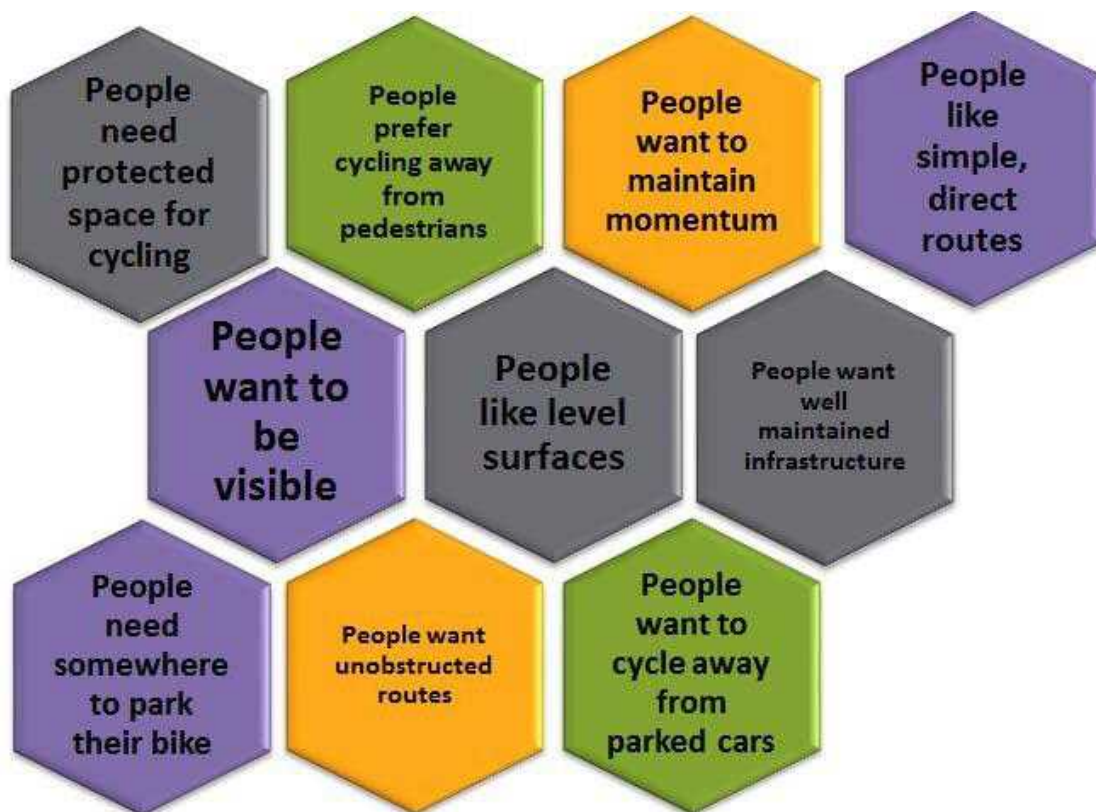 People
need
protected
space for
cycling
People
prefer
cycling away
from
pedestrians
People
want to
maintain
momentum
People
like
simple,
direct
routes
People
want to
be
visible
People
like level
surfaces
People want
well
maintained
infrastructure
People
need
somewhere
to park
their bike
People want
unobstructed
routes
People
want to
cycle away
from
parked cars